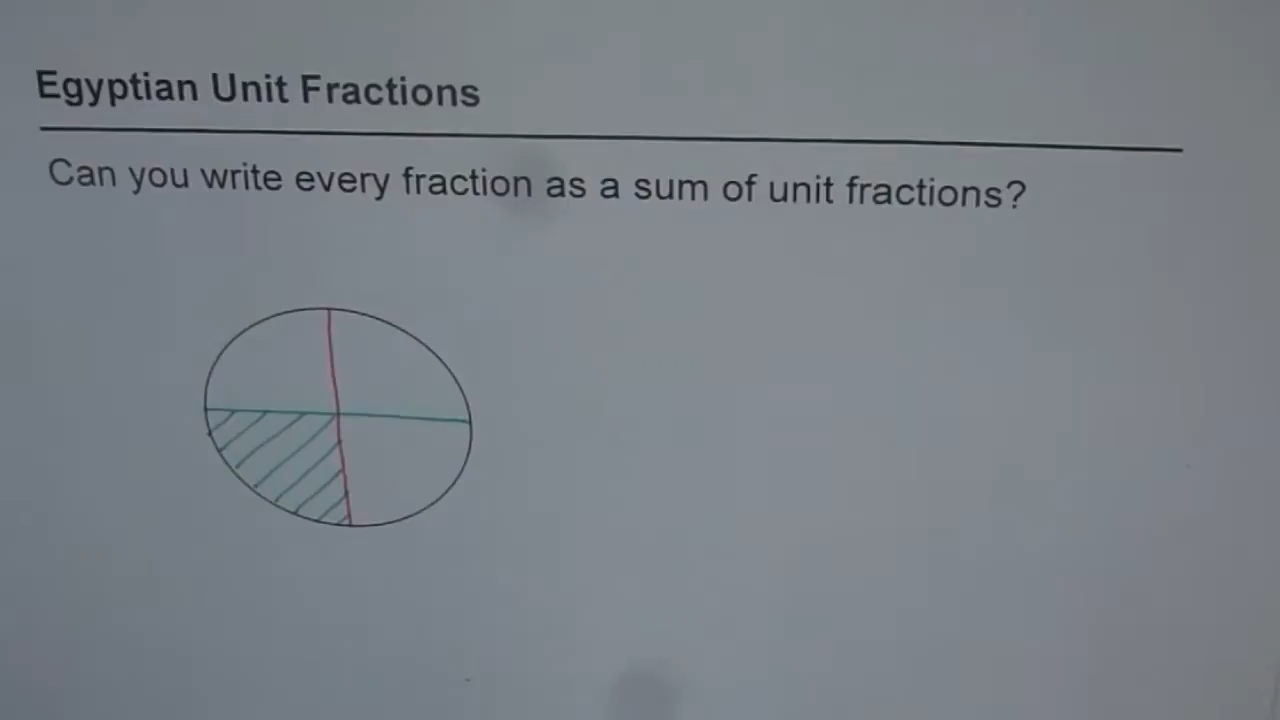 Egyptian Unit Fractions
Can you write every fraction as a sum of unit fractions?